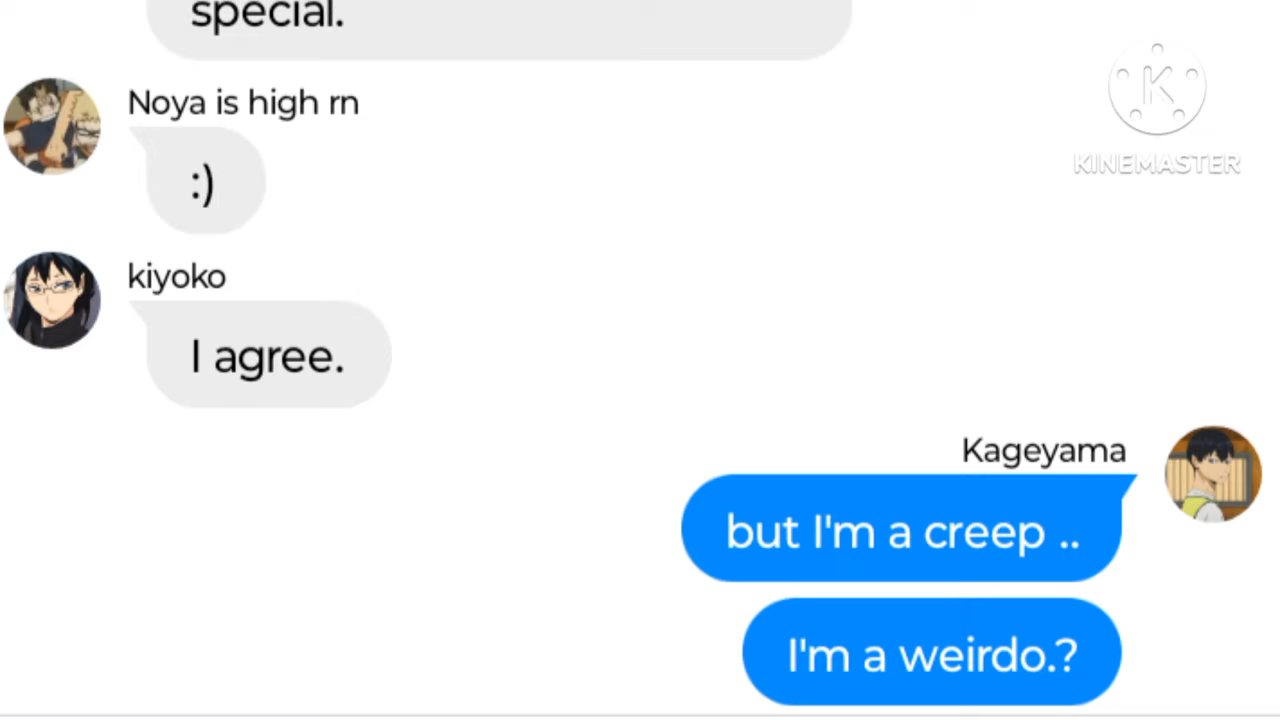 special.
Noya is high rn
:)
K
KINEMASTER
kiyoko
I agree.
Kageyama
but I'm a creep ..
I'm a weirdo.?